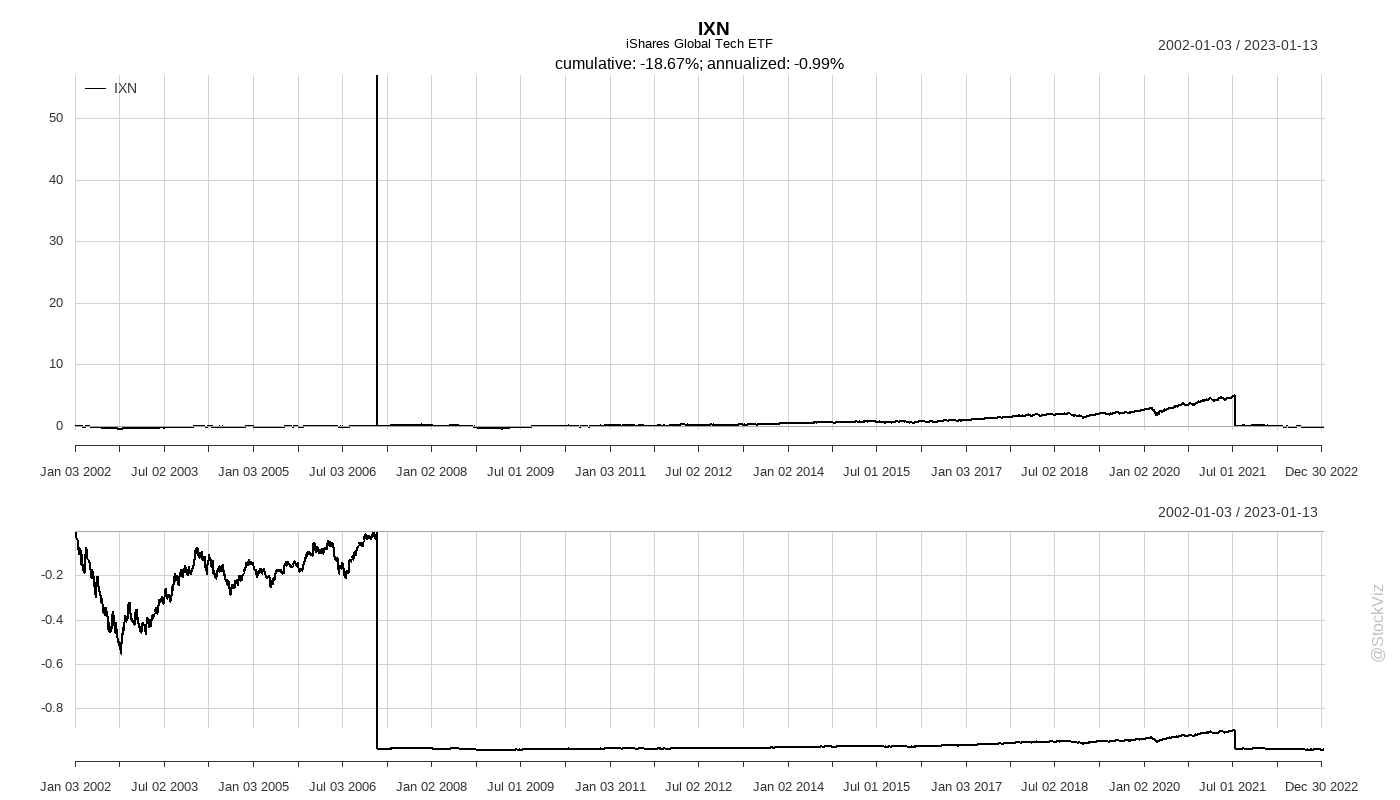 IXN
iShares Global Tech ETF
2002-01-03 / 2023-01-13
cumulative: -18.67%; annualized: -0.99%
IXN
50
40
30
20
10
0
Jan 03 2002 Jul 02 2003 Jan 03 2005 Jul 03 2006 Jan 02 2008 Jul 01 2009 Jan 03 2011 Jul 02 2012 Jan 02 2014 Jul 01 2015 Jan 03 2017 Jul 02 2018 Jan 02 2020 Jul 01 2021 Dec 30 2022
2002-01-03 / 2023-01-13
-0.2
-0.4
-0.6
-0.8
@StockViz
Jan 03 2002 Jul 02 2003 Jan 03 2005 Jul 03 2006 Jan 02 2008 Jul 01 2009 Jan 03 2011 Jul 02 2012 Jan 02 2014 Jul 01 2015 Jan 03 2017 Jul 02 2018 Jan 02 2020 Jul 01 2021 Dec 30 2022